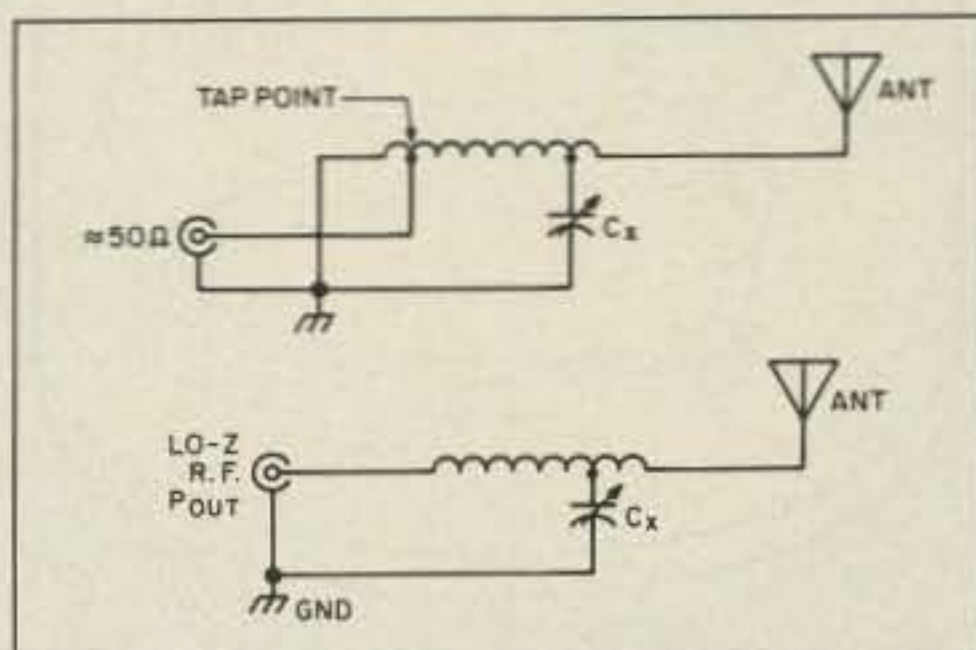 TAP POINT
ANT
≈50Ω
Cx
ANT
LO-Z
R.F.
POUT
Cx
GND